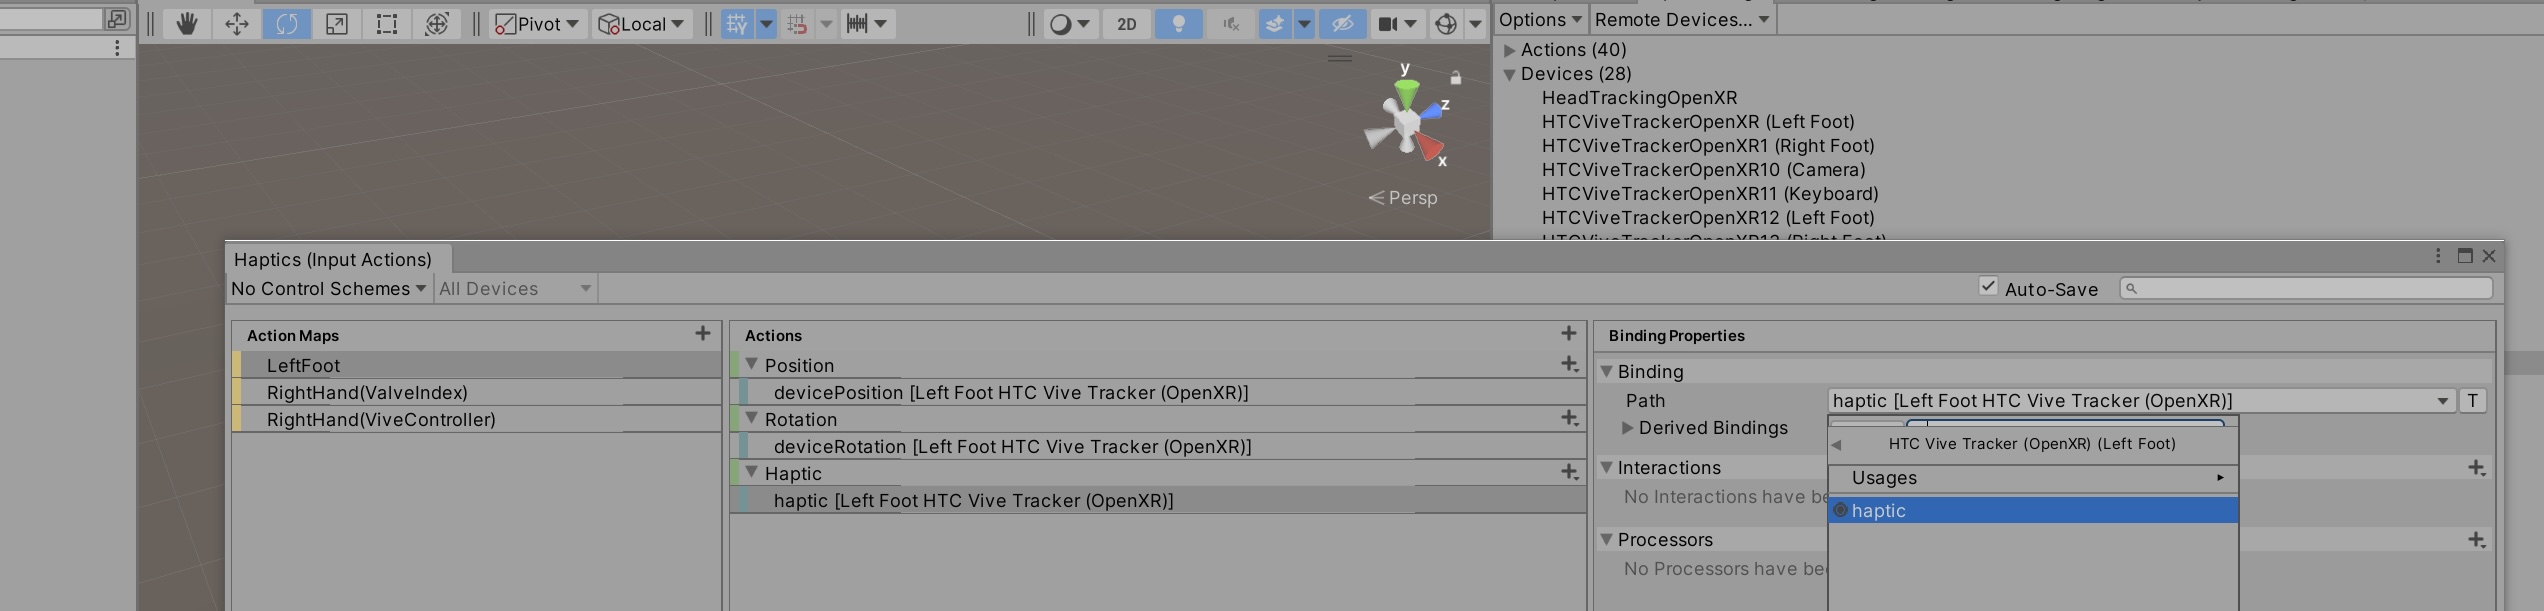 Pivot
Local
2D
Options
Remote Devices...
Actions (40)
Devices (28)
HeadTrackingOpenXR
HTCViveTrackerOpenXR (Left Foot)
HTCViveTrackerOpenXR1 (Right Foot)
HTCViveTrackerOpenXR10 (Camera)
HTCViveTrackerOpenXR11 (Keyboard)
HTCViveTrackerOpenXR12 (Left Foot)
y
z
x
Persp
Haptics (Input Actions)
No Control Schemes
All Devices
Auto-Save
Action Maps
LeftFoot
RightHand(ValveIndex)
RightHand(ViveController)
Actions
Position
devicePosition [Left Foot HTC Vive Tracker (OpenXR)]
Rotation
deviceRotation [Left Foot HTC Vive Tracker (OpenXR)]
Haptic
haptic [Left Foot HTC Vive Tracker (OpenXR)]
Binding Properties
Binding
Path
haptic [Left Foot HTC Vive Tracker (OpenXR)]
T
Derived Bindings
HTC Vive Tracker (OpenXR) (Left Foot)
Interactions
Usages
No Interactions have
haptic
Processors
No Processors have